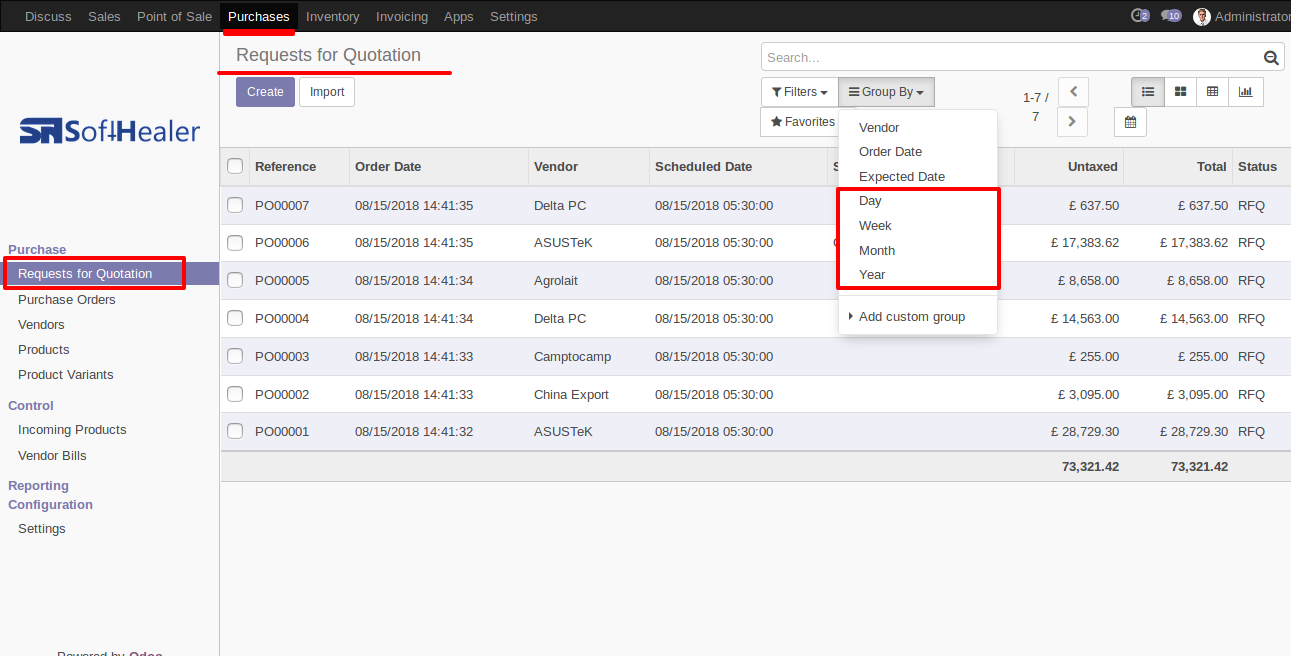 Discuss Sales Point of Sale Purchases Inventory Invoicing Apps Settings 2 10 Administrator
Requests for Quotation
Search...
Create Import
Filters Group By
1-7 / 7
Favorites
SoftHealer
Vendor
Order Date
Expected Date
Day
Week
Month
Year
Add custom group
Reference Order Date Vendor Scheduled Date S Untaxed Total Status
PO00007 08/15/2018 14:41:35 Delta PC 08/15/2018 05:30:00 £ 637.50 £ 637.50 RFQ
PO00006 08/15/2018 14:41:35 ASUSTeK 08/15/2018 05:30:00 £ 17,383.62 £ 17,383.62 RFQ
PO00005 08/15/2018 14:41:34 Agrolait 08/15/2018 05:30:00 £ 8,658.00 £ 8,658.00 RFQ
PO00004 08/15/2018 14:41:34 Delta PC 08/15/2018 05:30:00 £ 14,563.00 £ 14,563.00 RFQ
PO00003 08/15/2018 14:41:33 Camptocamp 08/15/2018 05:30:00 £ 255.00 £ 255.00 RFQ
PO00002 08/15/2018 14:41:33 China Export 08/15/2018 05:30:00 £ 3,095.00 £ 3,095.00 RFQ
PO00001 08/15/2018 14:41:32 ASUSTeK 08/15/2018 05:30:00 £ 28,729.30 £ 28,729.30 RFQ
73,321.42 73,321.42
Purchase
Requests for Quotation
Purchase Orders
Vendors
Products
Product Variants
Control
Incoming Products
Vendor Bills
Reporting
Configuration
Settings
Powered by Odoo